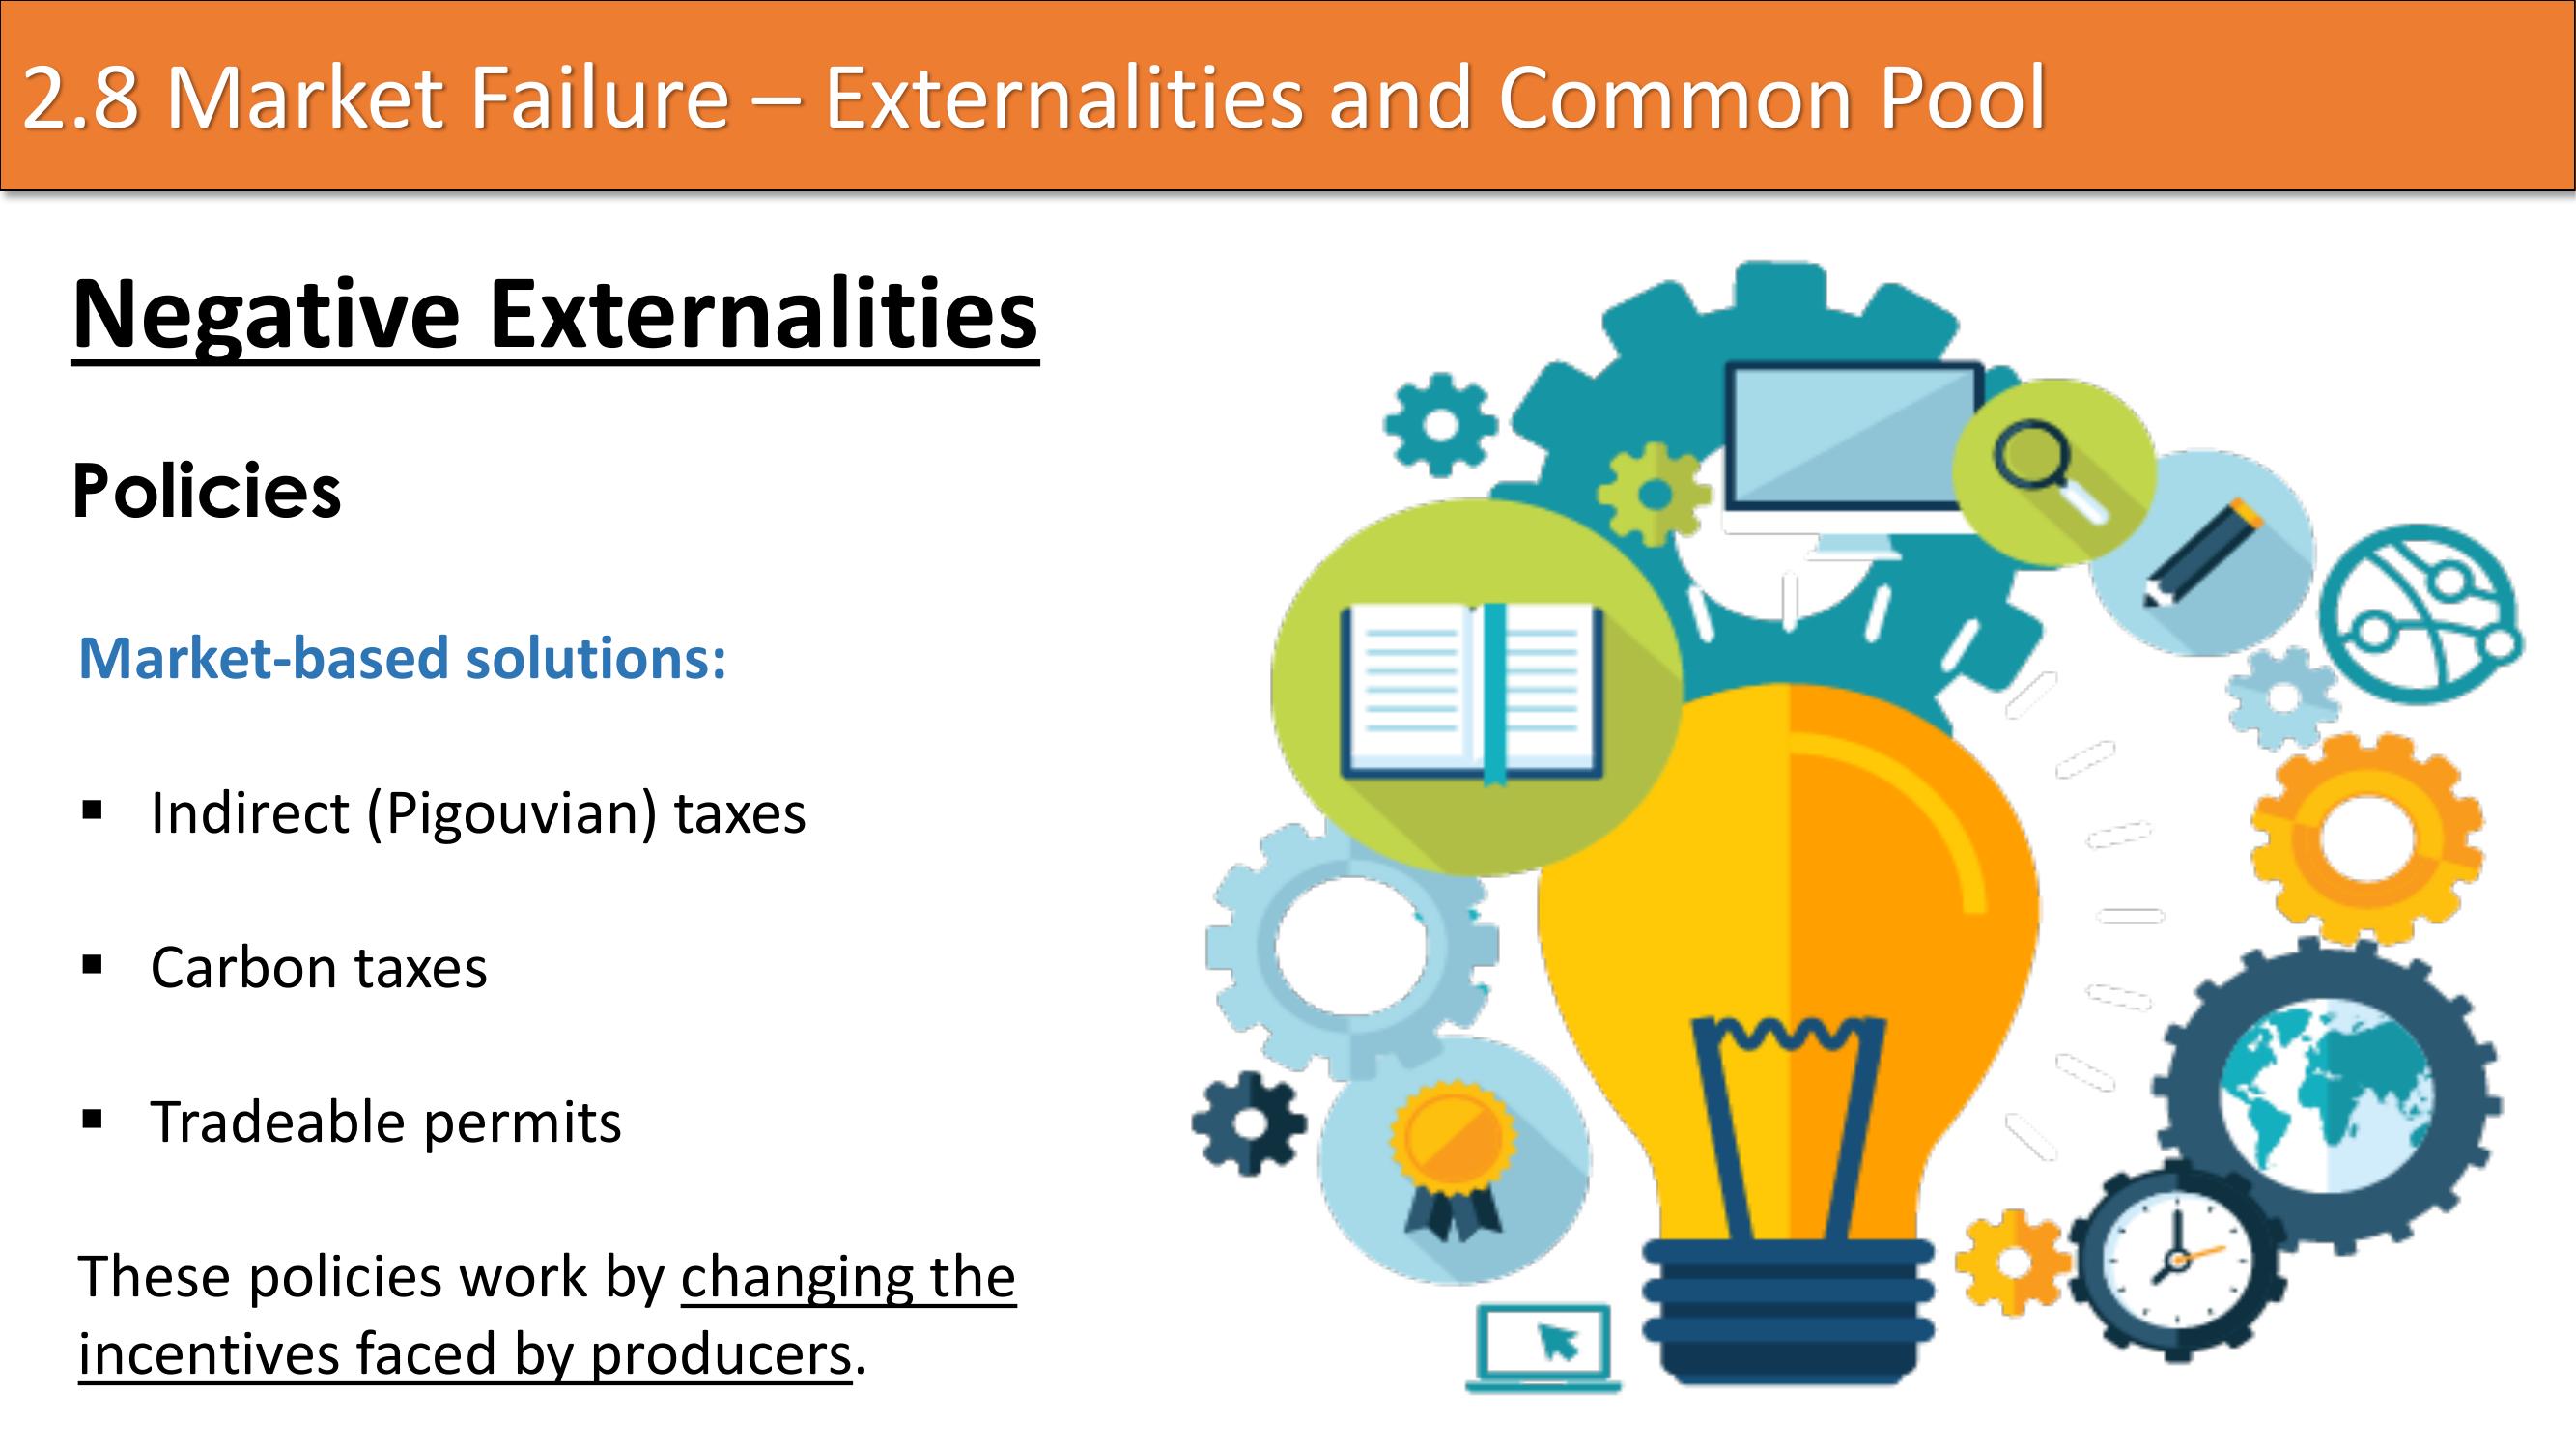 2.8 Market Failure – Externalities and Common Pool
Negative Externalities
Policies
Market-based solutions:
▪ Indirect (Pigouvian) taxes
▪ Carbon taxes
▪ Tradeable permits
These policies work by changing the
incentives faced by producers.